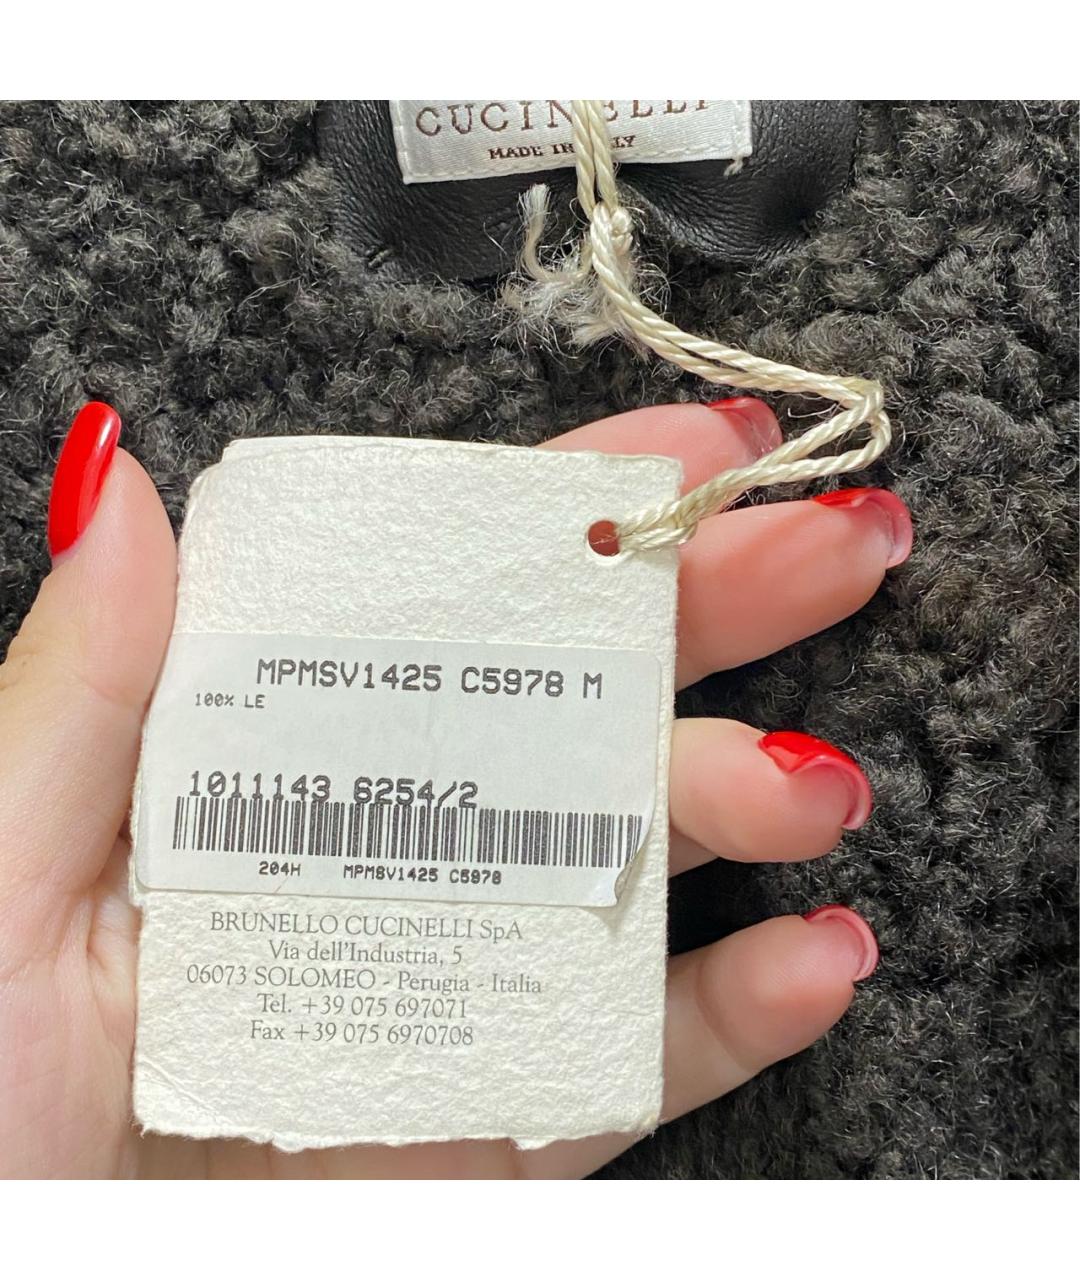 CUCINELLI
MADE IN ITALY
MPMSV1425 C5978 M
100% LE
1011143 6254/2
204H MPMSV1425 C5978
BRUNELLO CUCINELLI SpA
Via dell'Industria, 5
06073 SOLOMEO - Perugia - Italia
Tel. +39 075 697071
Fax +39 075 6970708